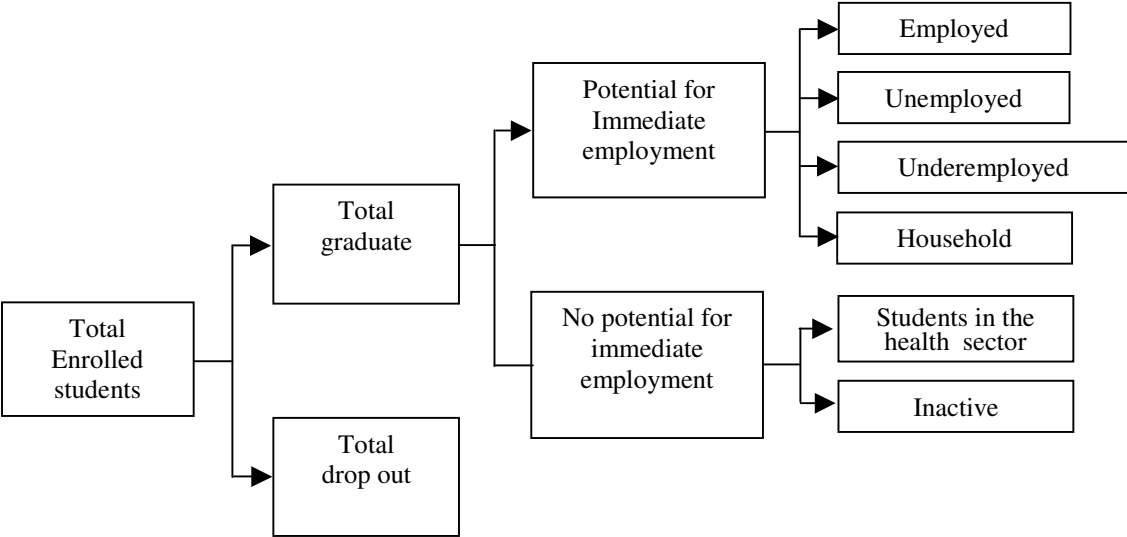 Total
Enrolled
students
Total
graduate
Total
drop out
Potential for
Immediate
employment
No potential for
immediate
employment
Employed
Unemployed
Underemployed
Household
Students in the
health sector
Inactive